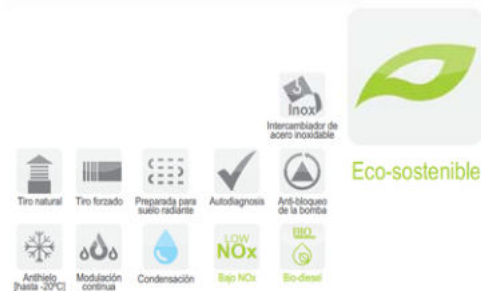 Inox
Intercambiador de
acero inoxidable
Eco-sostenible
Tiro natural
Tiro forzado
Preparada para
suelo radiante
Autodiagnosis
Anti-bloqueo
de la bomba
LOW
NOx
BIO
Antihielo
[hasta -20ºC]
Modulación
continua
Condensación
Bajo NOx
Bio-diesel